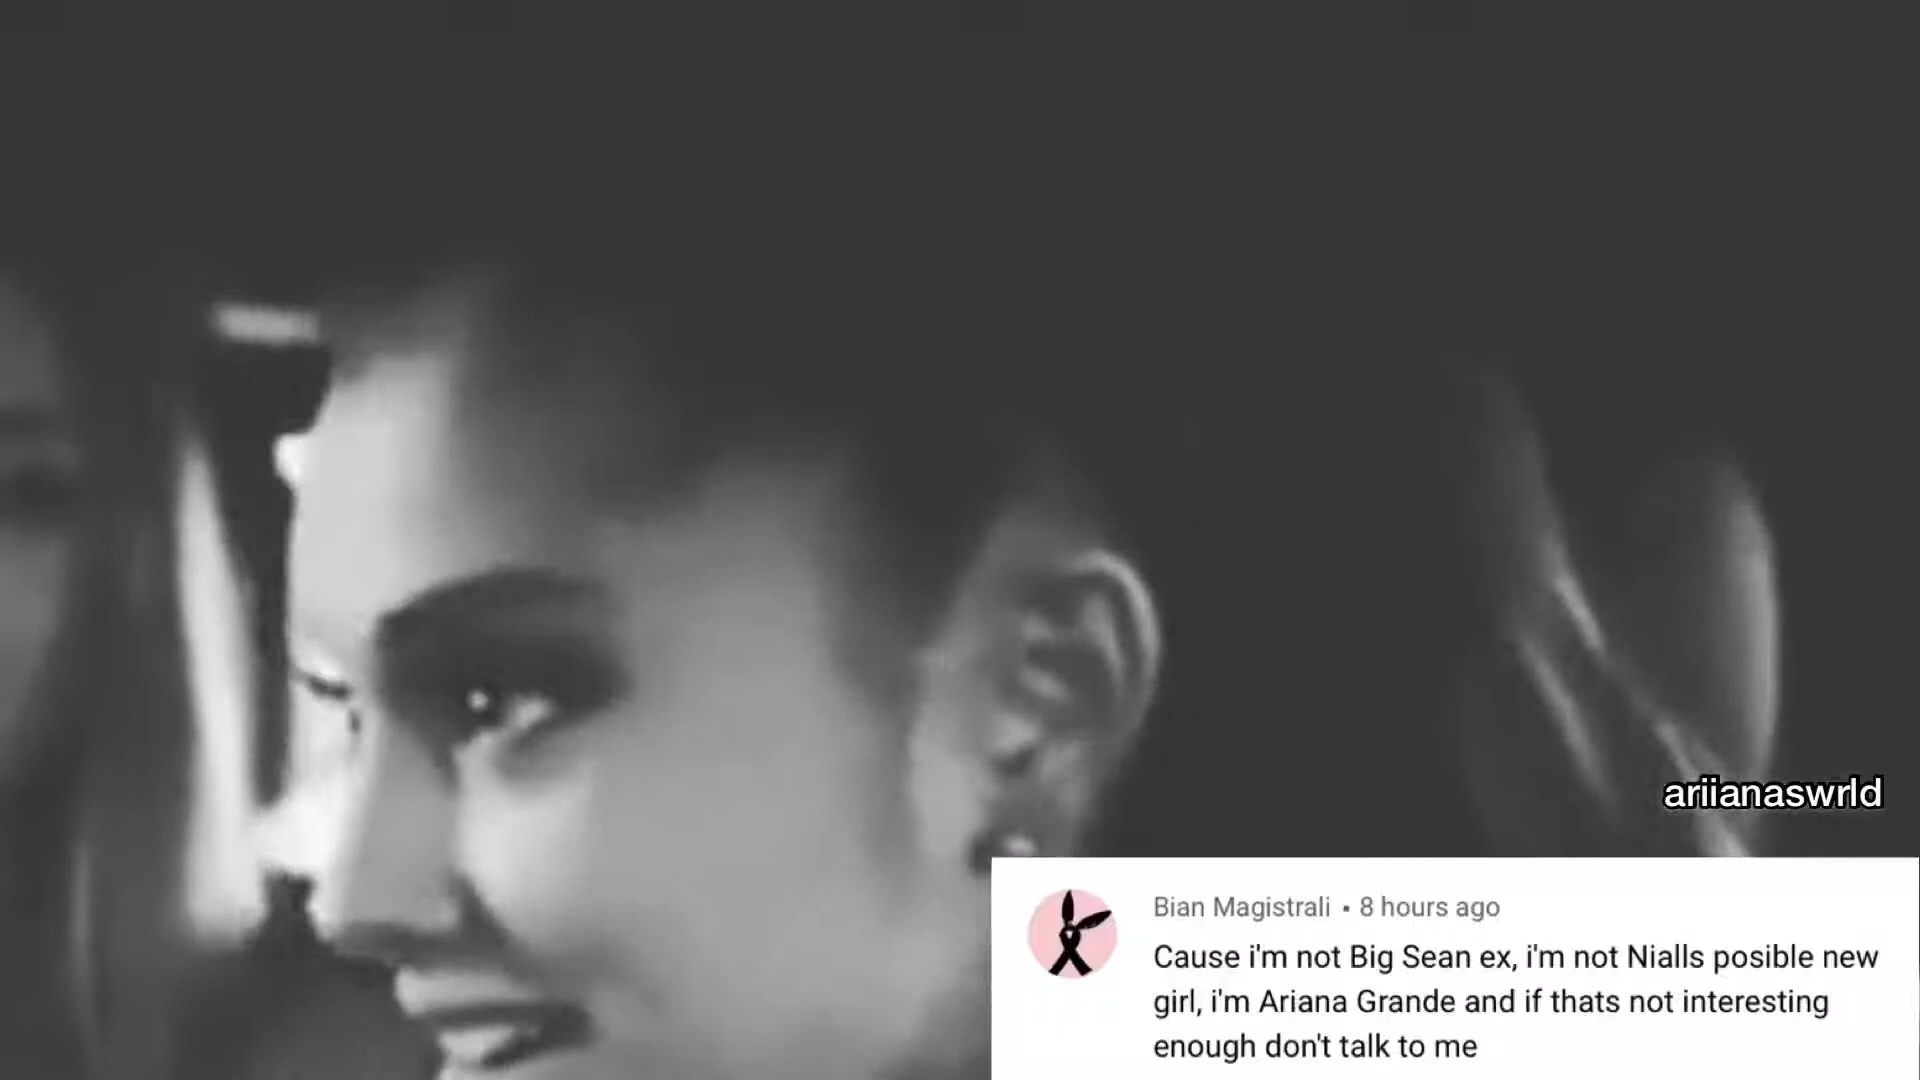 ariianaswrld
Bian Magistrali • 8 hours ago
Cause i'm not Big Sean ex, i'm not Nialls posible new
girl, i'm Ariana Grande and if thats not interesting
enough don't talk to me